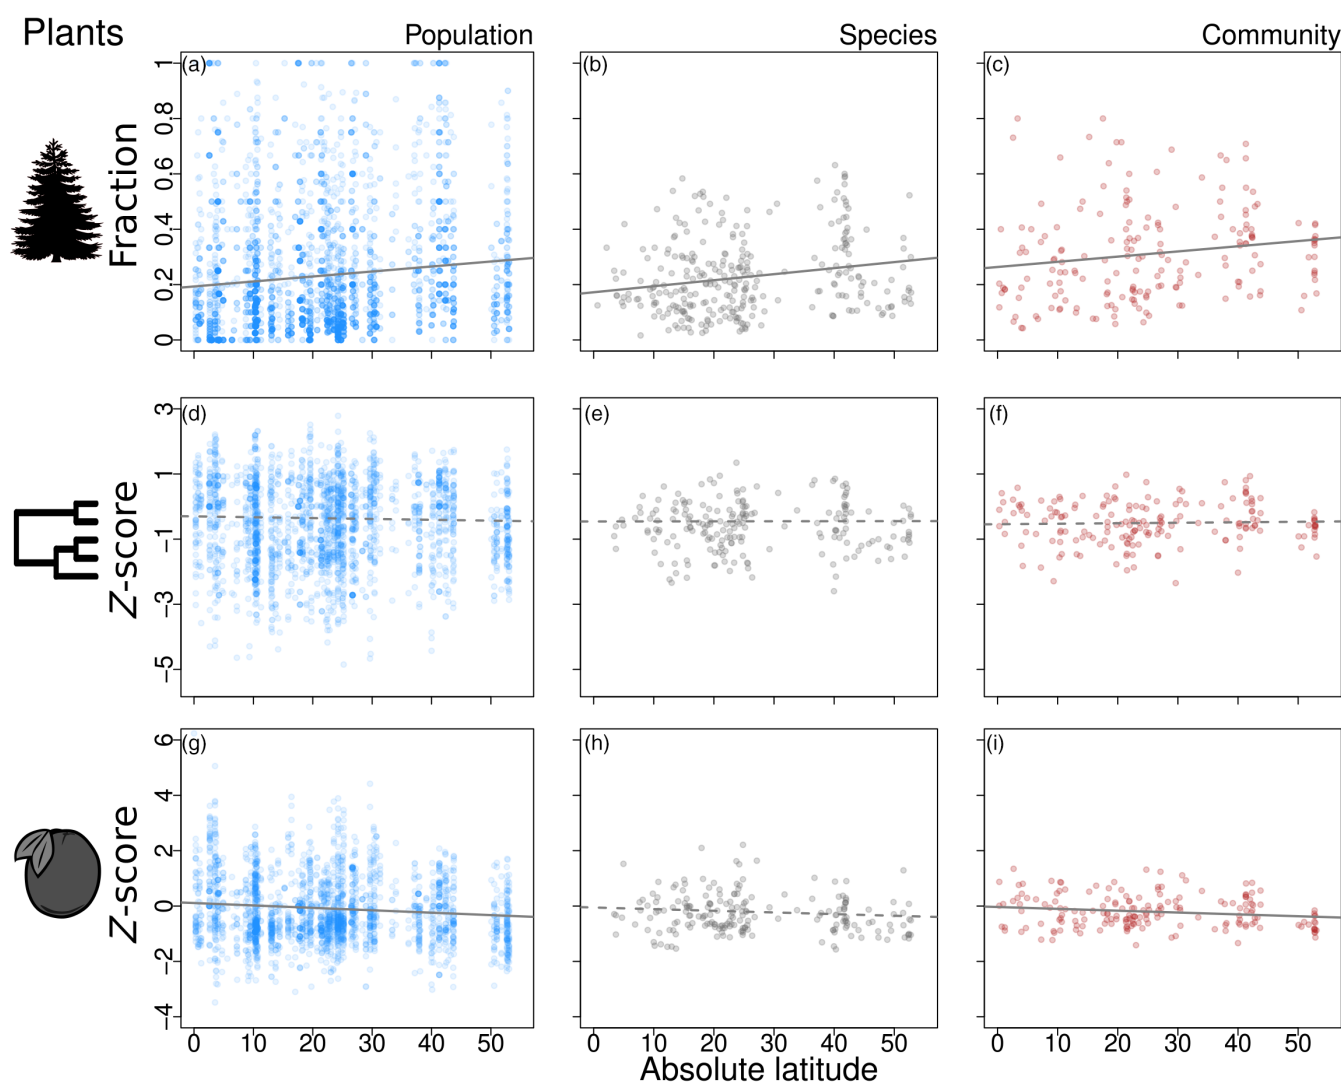 Plants
Population
Species
Community
Fraction
0 0.2 0.4 0.6 0.8 1
(a)
(b)
(c)
Z-score
−5 −3 −1 1 3
(d)
(e)
(f)
Z-score
−4 −2 0 2 4 6
(g)
(h)
(i)
0 10 20 30 40 50
0 10 20 30 40 50
0 10 20 30 40 50
Absolute latitude